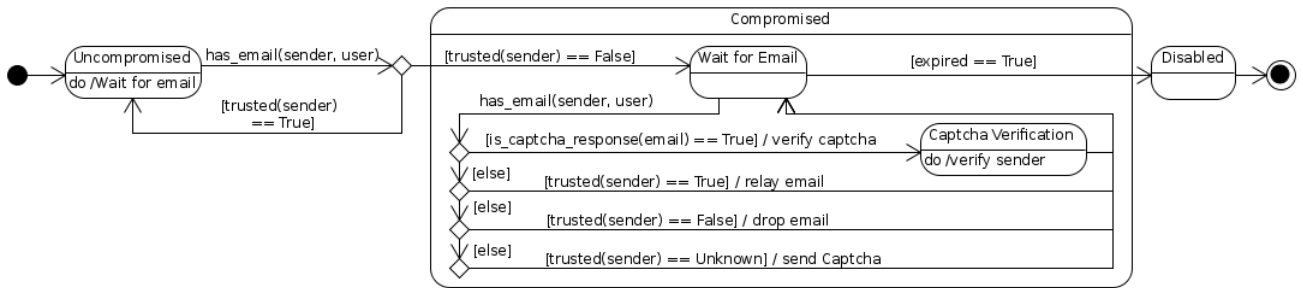 Compromised
Uncompromised
do /Wait for email
has_email(sender, user)
[trusted(sender)
== True]
[trusted(sender) == False]
Wait for Email
[expired == True]
Disabled
has_email(sender, user)
[is_captcha_response(email) == True] / verify captcha
Captcha Verification
do /verify sender
[else]
[trusted(sender) == True] / relay email
[else]
[trusted(sender) == False] / drop email
[else]
[trusted(sender) == Unknown] / send Captcha